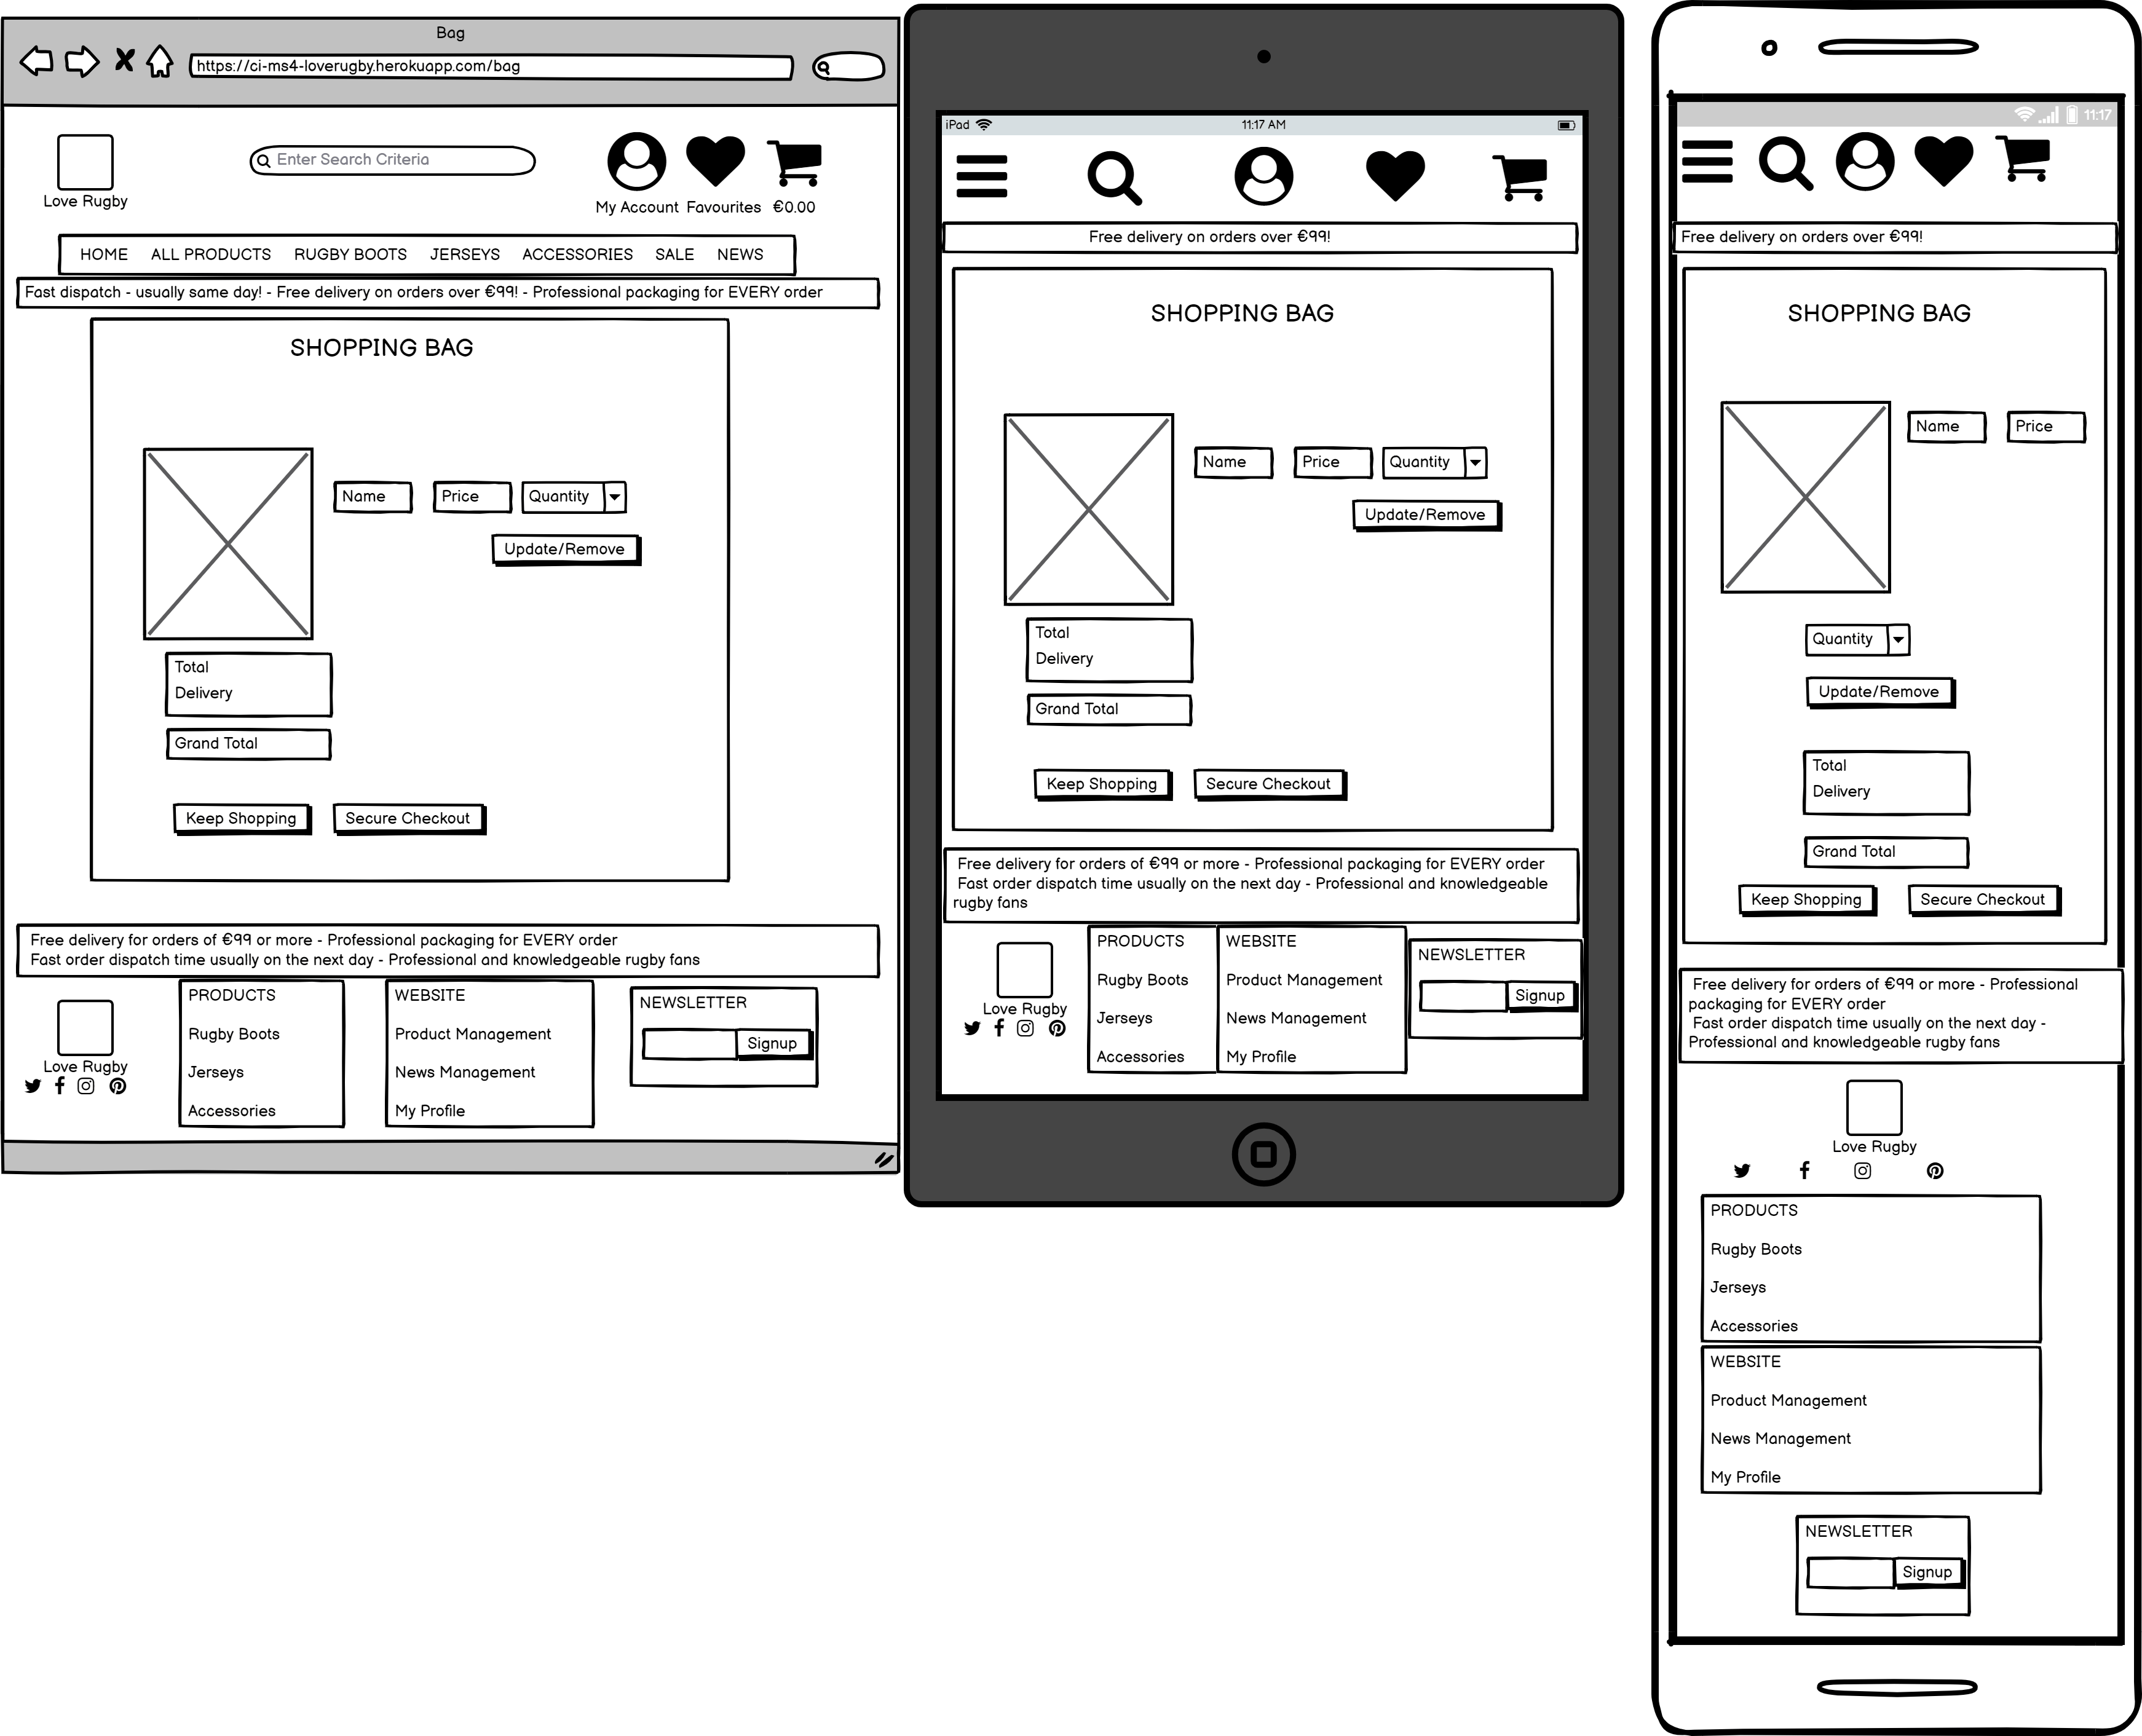 Bag
https://ci-ms4-loverugby.herokuapp.com/bag
Love Rugby
Enter Search Criteria
My Account Favourites €0.00
HOME ALL PRODUCTS RUGBY BOOTS JERSEYS ACCESSORIES SALE NEWS
Fast dispatch - usually same day! - Free delivery on orders over €99! - Professional packaging for EVERY order
SHOPPING BAG
Name Price Quantity
Update/Remove
Total
Delivery
Grand Total
Keep Shopping Secure Checkout
Free delivery for orders of €99 or more - Professional packaging for EVERY order
Fast order dispatch time usually on the next day - Professional and knowledgeable rugby fans
Love Rugby
PRODUCTS
Rugby Boots
Jerseys
Accessories
WEBSITE
Product Management
News Management
My Profile
NEWSLETTER
Signup
iPad 11:17 AM
Free delivery on orders over €99!
SHOPPING BAG
Name Price Quantity
Update/Remove
Total
Delivery
Grand Total
Keep Shopping Secure Checkout
Free delivery for orders of €99 or more - Professional packaging for EVERY order
Fast order dispatch time usually on the next day - Professional and knowledgeable
rugby fans
Love Rugby
PRODUCTS
Rugby Boots
Jerseys
Accessories
WEBSITE
Product Management
News Management
My Profile
NEWSLETTER
Signup
11:17
Free delivery on orders over €99!
SHOPPING BAG
Name Price
Quantity
Update/Remove
Total
Delivery
Grand Total
Keep Shopping Secure Checkout
Free delivery for orders of €99 or more - Professional
packaging for EVERY order
Fast order dispatch time usually on the next day -
Professional and knowledgeable rugby fans
Love Rugby
PRODUCTS
Rugby Boots
Jerseys
Accessories
WEBSITE
Product Management
News Management
My Profile
NEWSLETTER
Signup